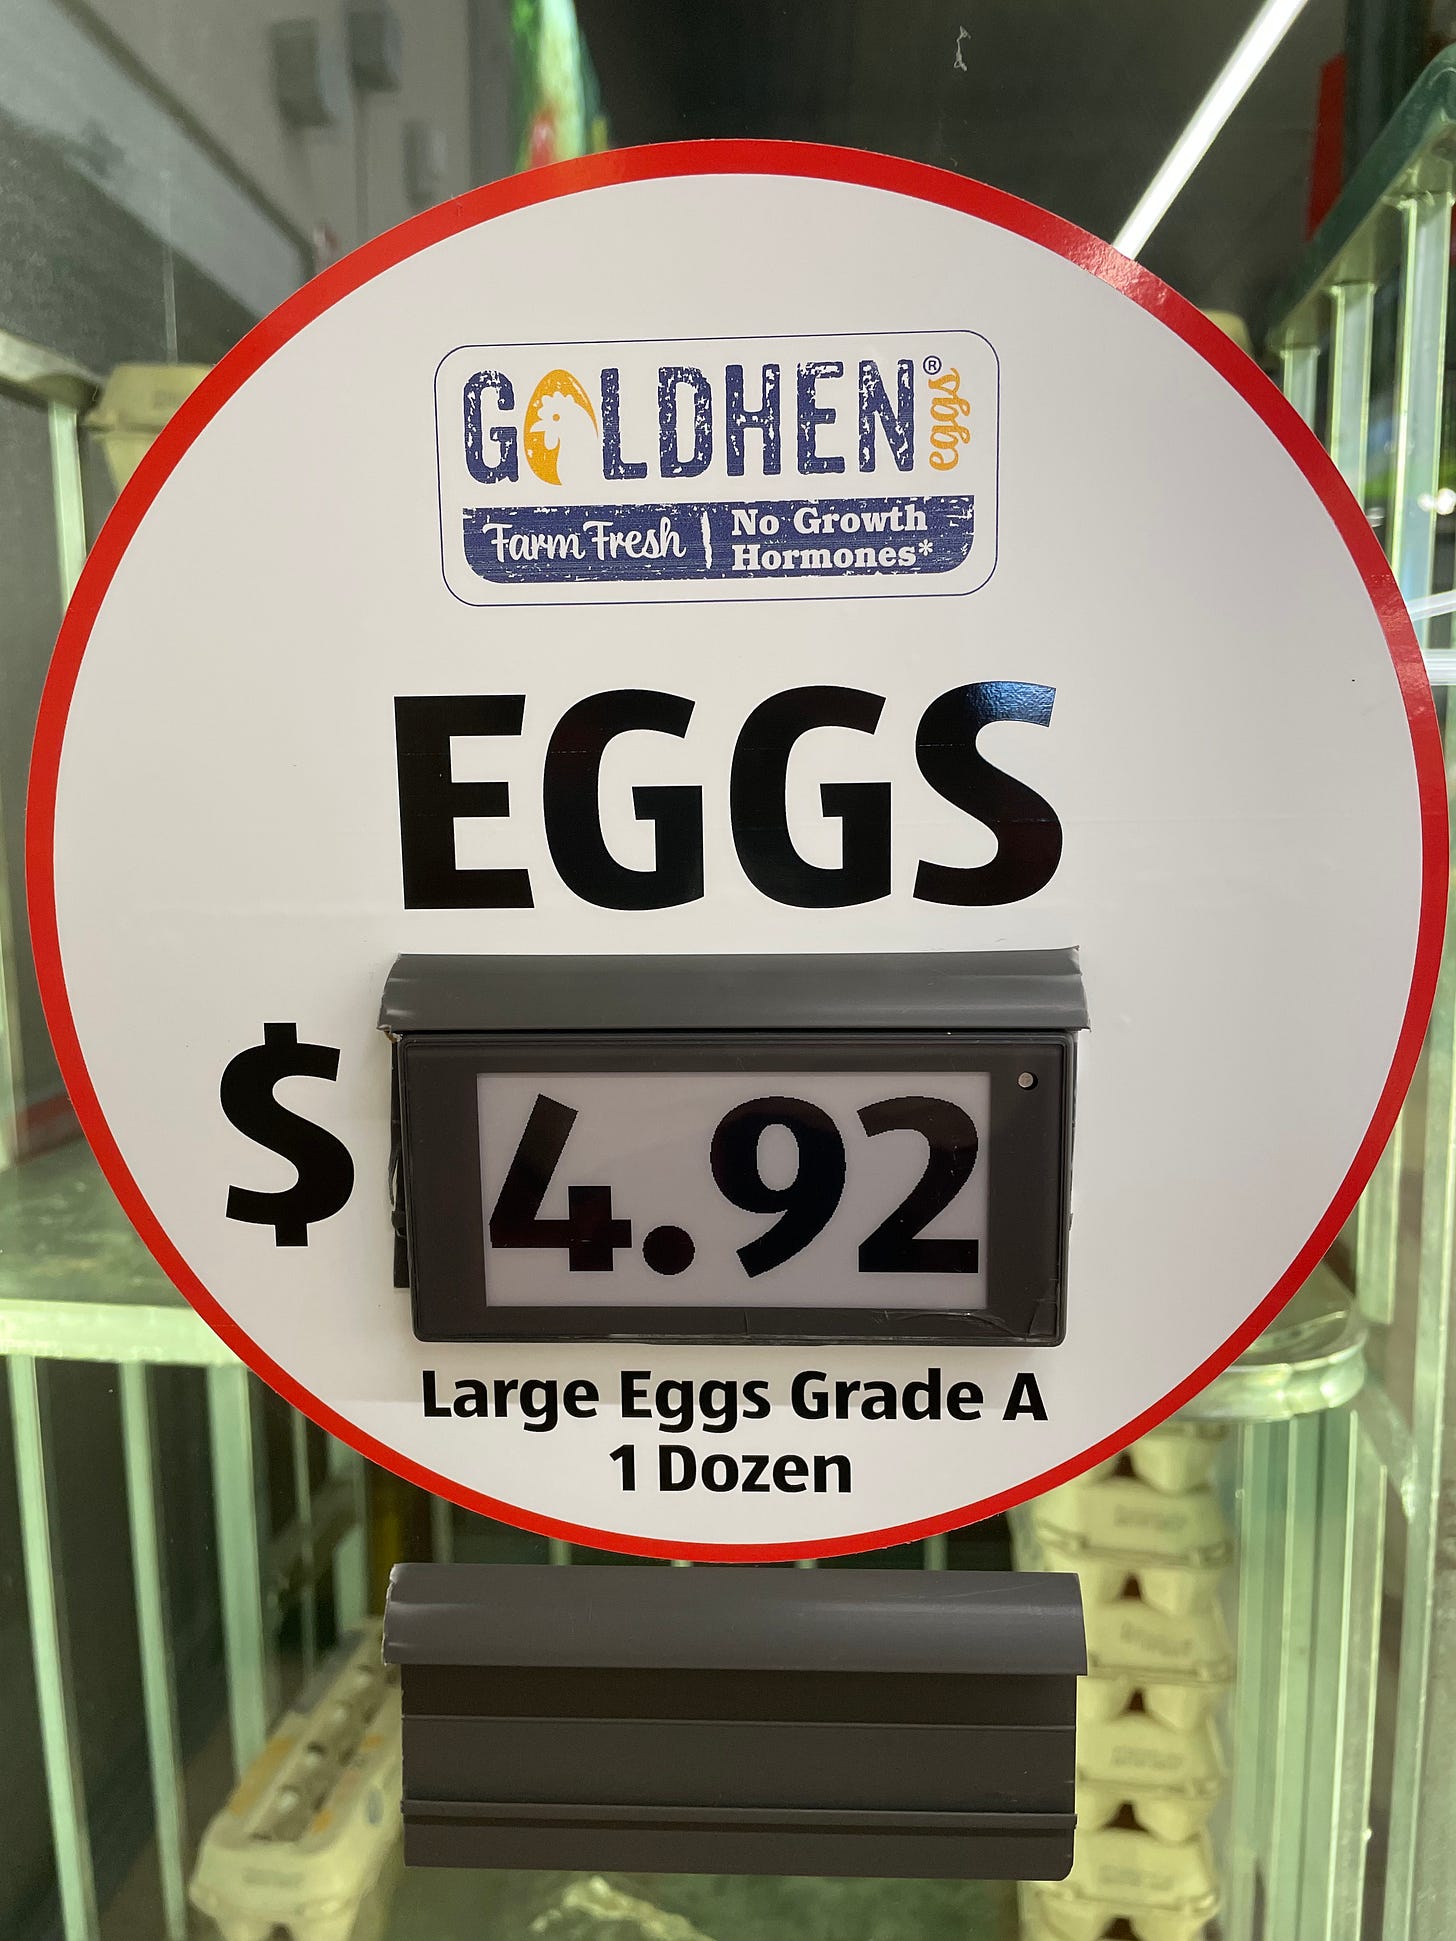 GOLDHEN® eggs
Farm Fresh | No Growth
Hormones*
EGGS
$ 4.92
Large Eggs Grade A
1 Dozen